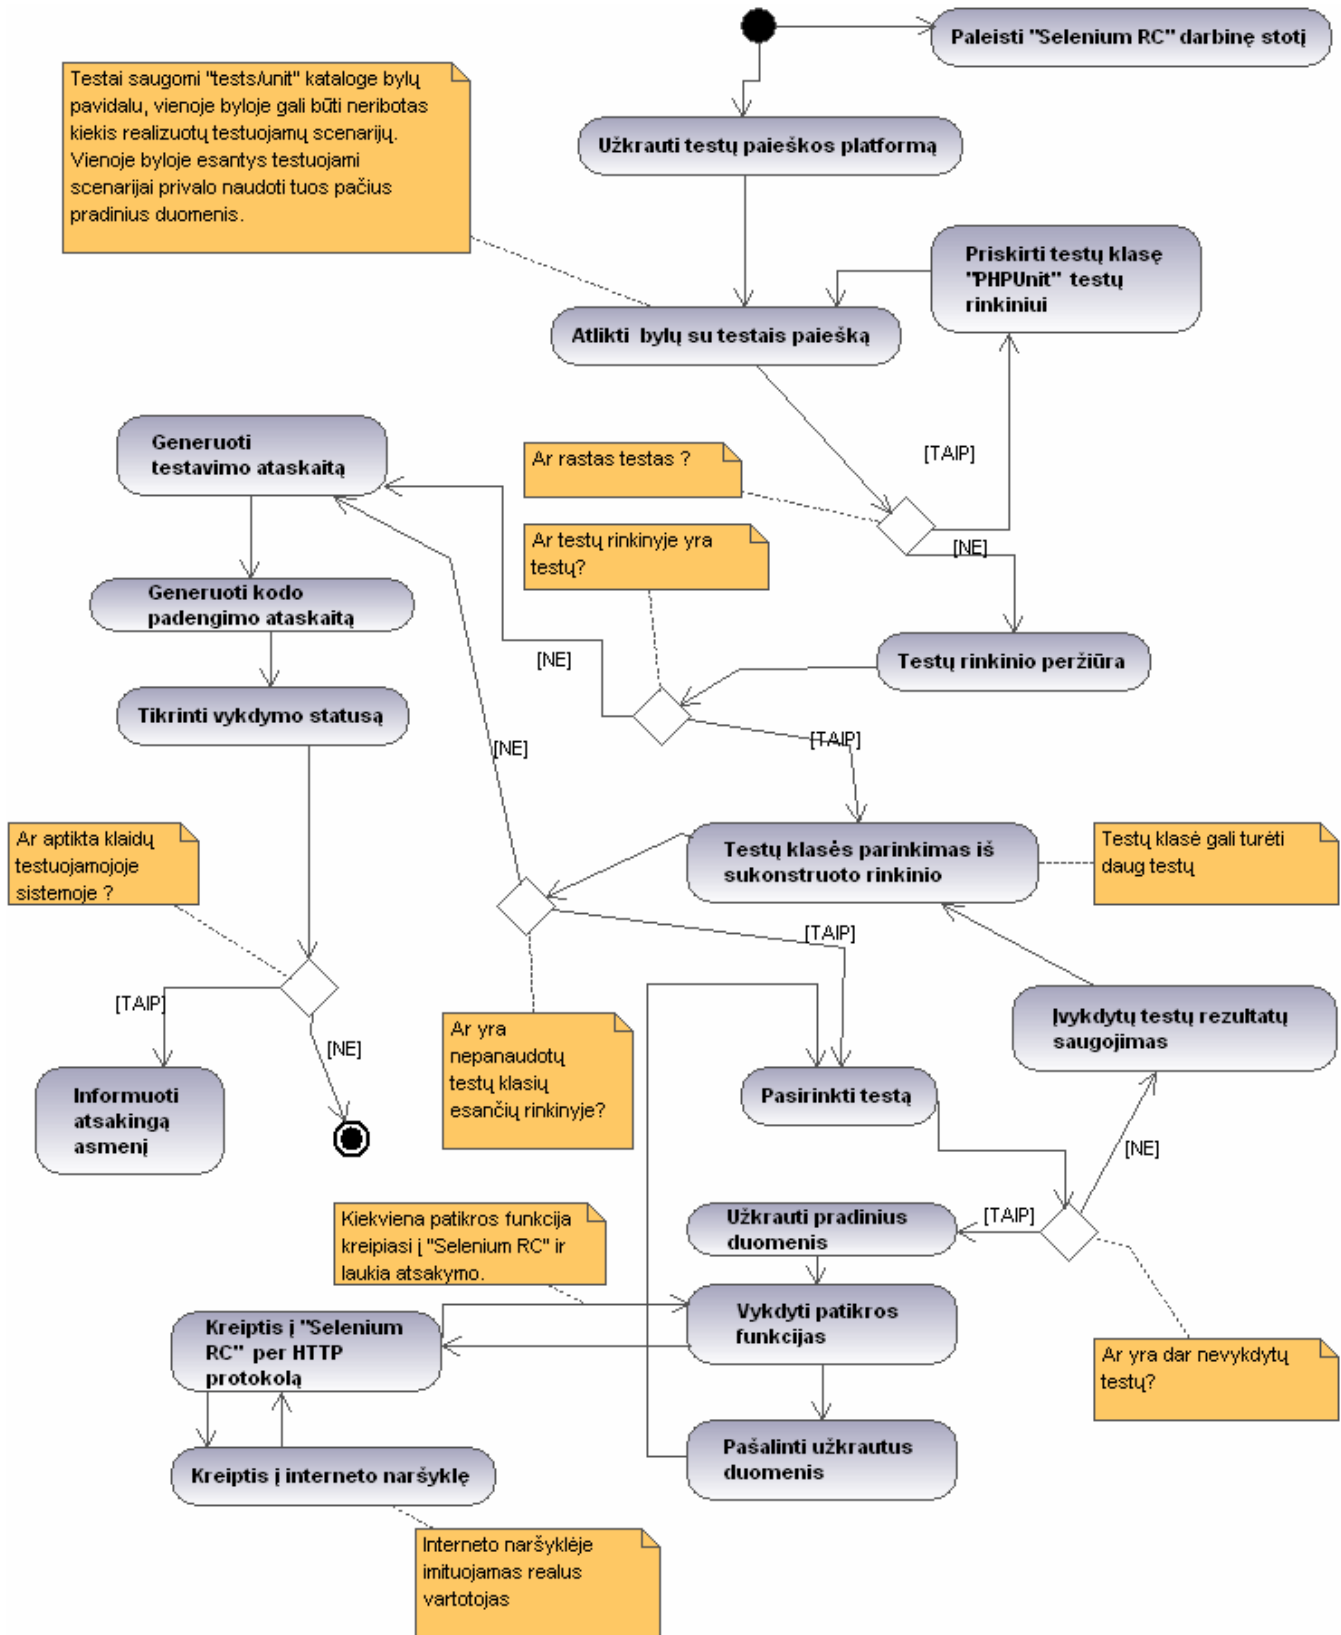 Paleisti "Selenium RC" darbinę stotį
Testai saugomi "tests/unit" kataloge bylų
pavidalu, vienoje byloje gali būti neribotas
kiekis realizuotų testuojamų scenarijų.
Vienoje byloje esantys testuojami
scenarijai privalo naudoti tuos pačius
pradinius duomenis.
Užkrauti testų paieškos platformą
Priskirti testų klasę
"PHPUnit" testų
rinkiniui
Atlikti bylų su testais paiešką
Generuoti
testavimo ataskaitą
Ar rastas testas ?
[TAIP]
Ar testų rinkinyje yra
testų?
[NE]
Generuoti kodo
padengimo ataskaitą
Testų rinkinio peržiūra
[NE]
Tikrinti vykdymo statusą
[NE]
[TAIP]
Ar aptikta klaidų
testuojamojoje
sistemoje ?
Testų klasės parinkimas iš
sukonstruoto rinkinio
Testų klasė gali turėti
daug testų
[TAIP]
[TAIP]
Ar yra
nepanaudotų
testų klasių
esančių rinkinyje?
Įvykdytų testų rezultatų
saugojimas
[NE]
Informuoti
atsakingą
asmenį
Pasirinkti testą
[NE]
Kiekviena patikros funkcija
kreipiasi į "Selenium RC" ir
laukia atsakymo.
Užkrauti pradinius
duomenis
[TAIP]
Kreiptis į "Selenium
RC" per HTTP
protokolą
Vykdyti patikros
funkcijas
Ar yra dar nevykdytų
testų?
Pašalinti užkrautus
duomenis
Kreiptis į interneto naršyklę
Interneto naršyklėje
imituojamas realus
vartotojas